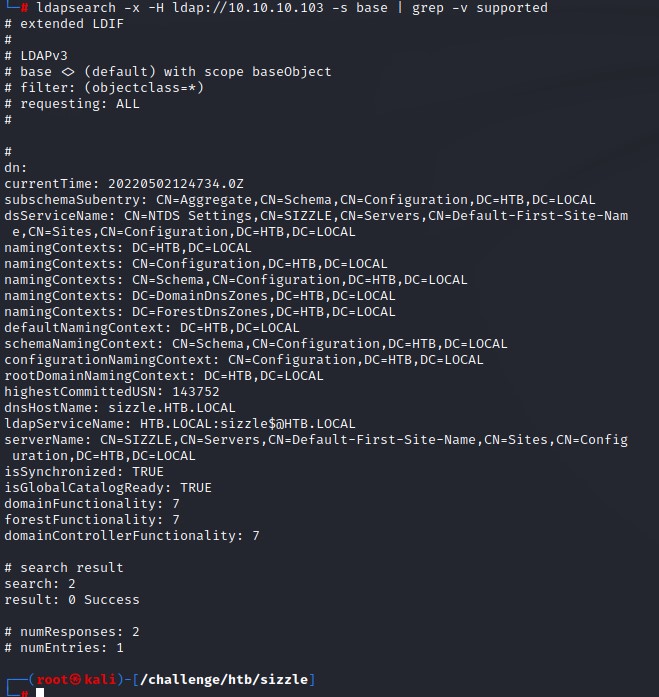 └─# ldapsearch -x -H ldap://10.10.10.103 -s base | grep -v supported
# extended LDIF
#
# LDAPv3
# base <> (default) with scope baseObject
# filter: (objectclass=*)
# requesting: ALL
#

#
dn:
currentTime: 20220502124734.0Z
subschemaSubentry: CN=Aggregate,CN=Schema,CN=Configuration,DC=HTB,DC=LOCAL
dsServiceName: CN=NTDS Settings,CN=SIZZLE,CN=Servers,CN=Default-First-Site-Nam
 e,CN=Sites,CN=Configuration,DC=HTB,DC=LOCAL
namingContexts: DC=HTB,DC=LOCAL
namingContexts: CN=Configuration,DC=HTB,DC=LOCAL
namingContexts: CN=Schema,CN=Configuration,DC=HTB,DC=LOCAL
namingContexts: DC=DomainDnsZones,DC=HTB,DC=LOCAL
namingContexts: DC=ForestDnsZones,DC=HTB,DC=LOCAL
defaultNamingContext: DC=HTB,DC=LOCAL
schemaNamingContext: CN=Schema,CN=Configuration,DC=HTB,DC=LOCAL
configurationNamingContext: CN=Configuration,DC=HTB,DC=LOCAL
rootDomainNamingContext: DC=HTB,DC=LOCAL
highestCommittedUSN: 143752
dnsHostName: sizzle.HTB.LOCAL
ldapServiceName: HTB.LOCAL:sizzle$@HTB.LOCAL
serverName: CN=SIZZLE,CN=Servers,CN=Default-First-Site-Name,CN=Sites,CN=Config
 uration,DC=HTB,DC=LOCAL
isSynchronized: TRUE
isGlobalCatalogReady: TRUE
domainFunctionality: 7
forestFunctionality: 7
domainControllerFunctionality: 7

# search result
search: 2
result: 0 Success

# numResponses: 2
# numEntries: 1

┌──(root㉿kali)-[/challenge/htb/sizzle]
└─#